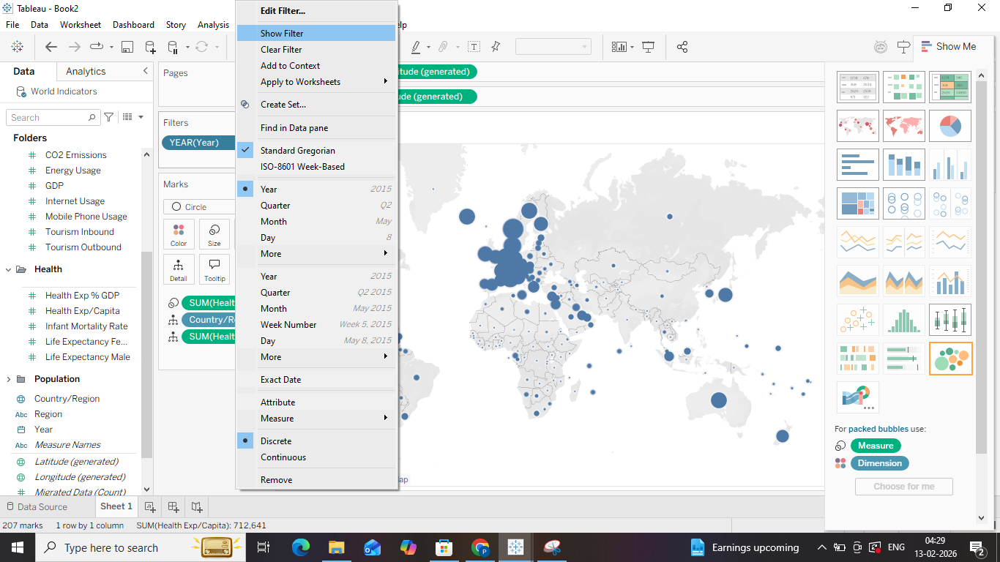 Tableau - Book2
File Data Worksheet Dashboard Story Analysis
Data
Analytics
World Indicators
Search
Folders
CO2 Emissions
Energy Usage
GDP
Internet Usage
Mobile Phone Usage
Tourism Inbound
Tourism Outbound
Health
Health Exp % GDP
Health Exp/Capita
Infant Mortality Rate
Life Expectancy Fe...
Life Expectancy Male
Population
Country/Region
Abc Region
Year
Abc Measure Names
Latitude (generated)
Longitude (generated)
Migrated Data (Count)
Pages
Filters
YEAR(Year)
Marks
Circle
Color
Size
Detail
Tooltip
SUM(Healt
Country/R
SUM(Healt
Edit Filter...
Show Filter
Clear Filter
Add to Context
Apply to Worksheets
Create Set...
Find in Data pane
Standard Gregorian
ISO-8601 Week-Based
Year 2015
Quarter Q2
Month May
Day 8
More
Year 2015
Quarter Q2 2015
Month May 2015
Week Number Week 5, 2015
Day May 8, 2015
More
Exact Date
Attribute
Measure
Discrete
Continuous
Remove
itude (generated)
ude (generated)
ap
Show Me
For packed bubbles use:
Measure
Dimension
Choose for me
Data Source
Sheet 1
207 marks 1 row by 1 column SUM(Health Exp/Capita): 712,641
Type here to search
Earnings upcoming
ENG
04:29
13-02-2026
2